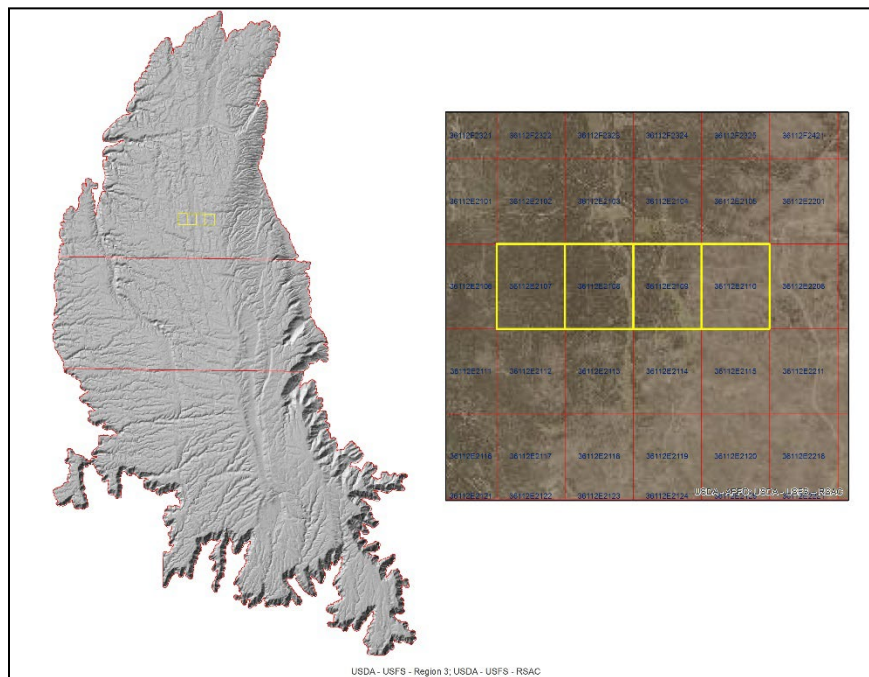 36112F2321 36112F2322 36112F2323 36112F2324 36112F2325 36112F2421
36112E2101 36112E2102 36112E2103 36112E2104 36112E2105 36112E2201
36112E2106 36112E2107 36112E2108 36112E2109 36112E2110 36112E2206
36112E2111 36112E2112 36112E2113 36112E2114 36112E2115 36112E2211
36112E2116 36112E2117 36112E2118 36112E2119 36112E2120 36112E2216
36112E2121 36112E2122 36112E2123 36112E2124
USDA - APFO; USDA - USFS - RSAC
USDA - USFS - Region 3; USDA - USFS - RSAC